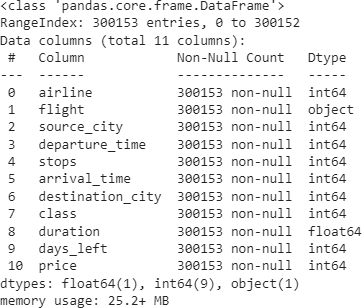 <class 'pandas.core.frame.DataFrame'>
RangeIndex: 300153 entries, 0 to 300152
Data columns (total 11 columns):
 #   Column            Non-Null Count   Dtype
---  ------            --------------   -----
 0   airline           300153 non-null  int64
 1   flight            300153 non-null  object
 2   source_city       300153 non-null  int64
 3   departure_time    300153 non-null  int64
 4   stops             300153 non-null  int64
 5   arrival_time      300153 non-null  int64
 6   destination_city  300153 non-null  int64
 7   class             300153 non-null  int64
 8   duration          300153 non-null  float64
 9   days_left         300153 non-null  int64
 10  price             300153 non-null  int64
dtypes: float64(1), int64(9), object(1)
memory usage: 25.2+ MB